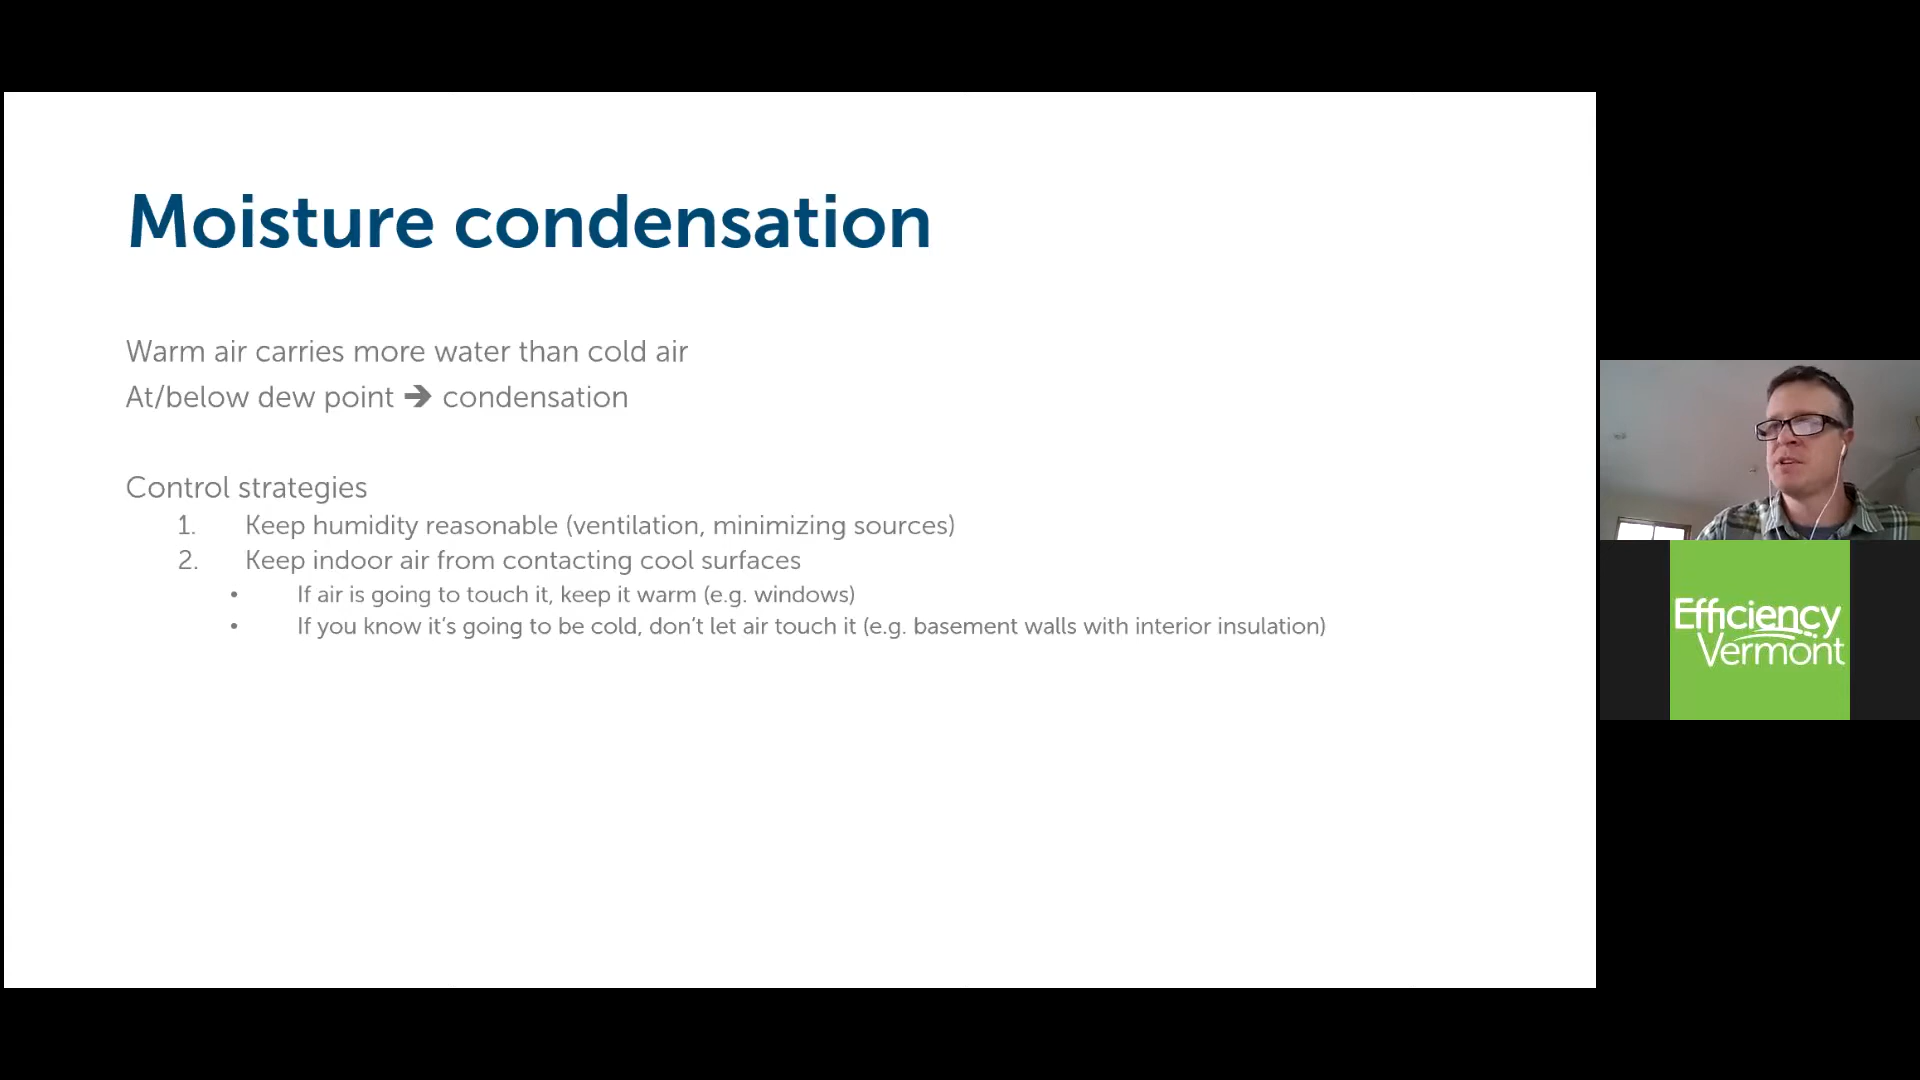 Moisture condensation
Warm air carries more water than cold air
At/below dew point ➔ condensation
Control strategies
1. Keep humidity reasonable (ventilation, minimizing sources)
2. Keep indoor air from contacting cool surfaces
• If air is going to touch it, keep it warm (e.g. windows)
• If you know it's going to be cold, don't let air touch it (e.g. basement walls with interior insulation)
Efficiency
Vermont